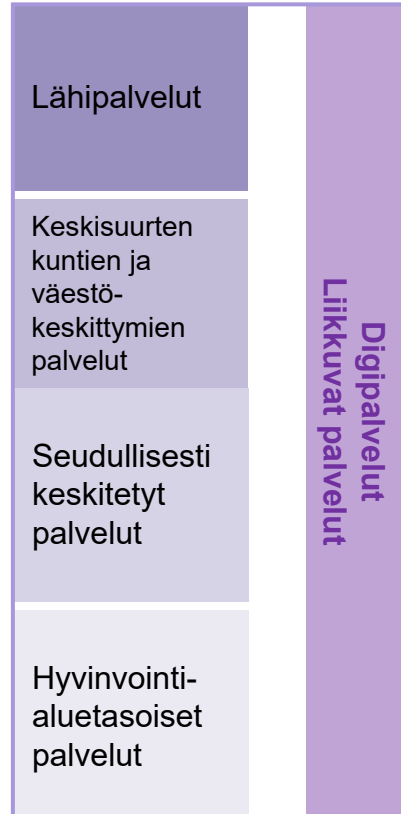 Lähipalvelut
Keskisuurten
kuntien ja
väestö-
keskittymien
palvelut
Seudullisesti
keskitetyt
palvelut
Hyvinvointi-
aluetasoiset
palvelut
Digipalvelut
Liikkuvat palvelut